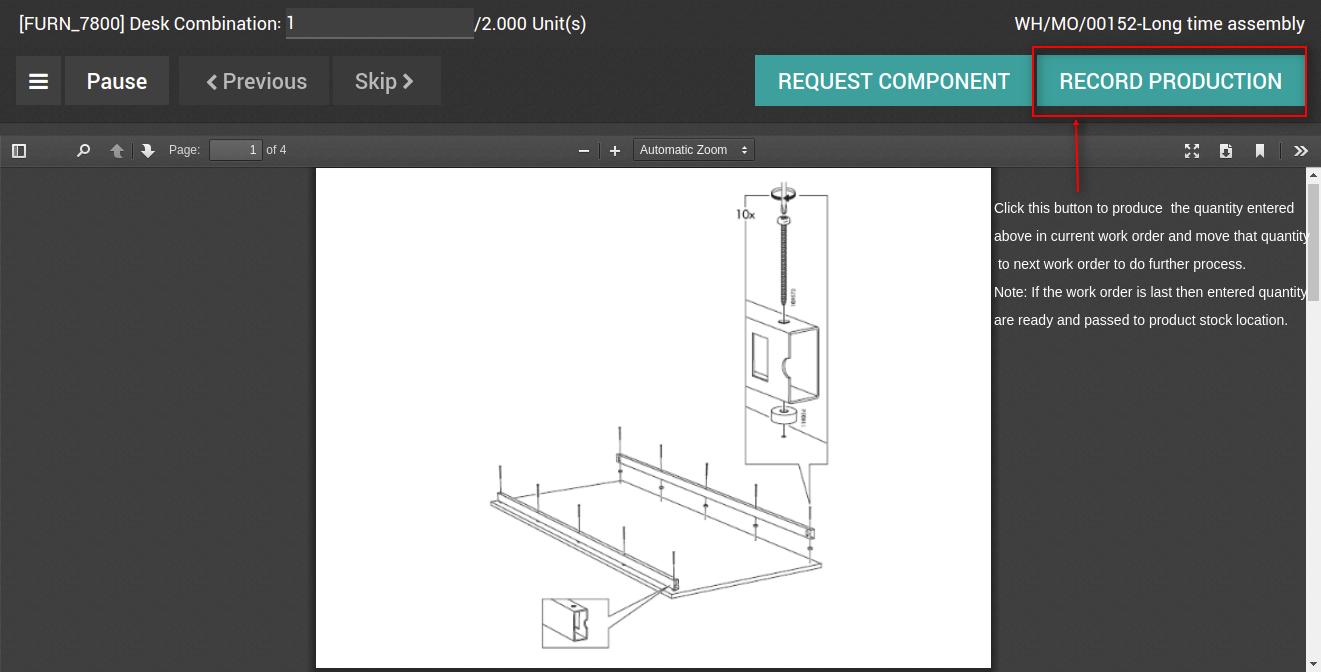 [FURN_7800] Desk Combination: 1 /2.000 Unit(s) WH/MO/00152-Long time assembly
Pause Previous Skip REQUEST COMPONENT RECORD PRODUCTION
Page: 1 of 4 Automatic Zoom
10x
Click this button to produce the quantity entered
above in current work order and move that quantity
to next work order to do further process.
Note: If the work order is last then entered quantity
are ready and passed to product stock location.